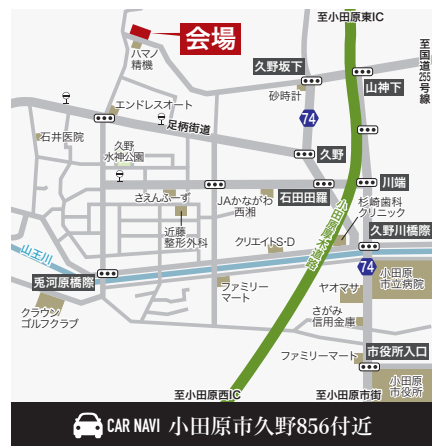 至小田原東IC
会場
ハマノ
精機
久野坂下
至国道255号線
山神下
砂時計
74
エンドレスオート
足柄街道
石井医院
久野
水神公園
久野
川端
さえんふーず
JAかながわ
西湘
石田田羅
杉崎歯科
クリニック
近藤
整形外科
クリエイトS・D
小田原厚木道路
久野川橋際
山王川
兎河原橋際
74
小田原
市立病院
クラウン
ゴルフクラブ
ファミリー
マート
ヤオマサ
さがみ
信用金庫
ファミリーマート
市役所入口
小田原
市役所
至小田原西IC
至小田原市街
CAR NAVI 小田原市久野856付近